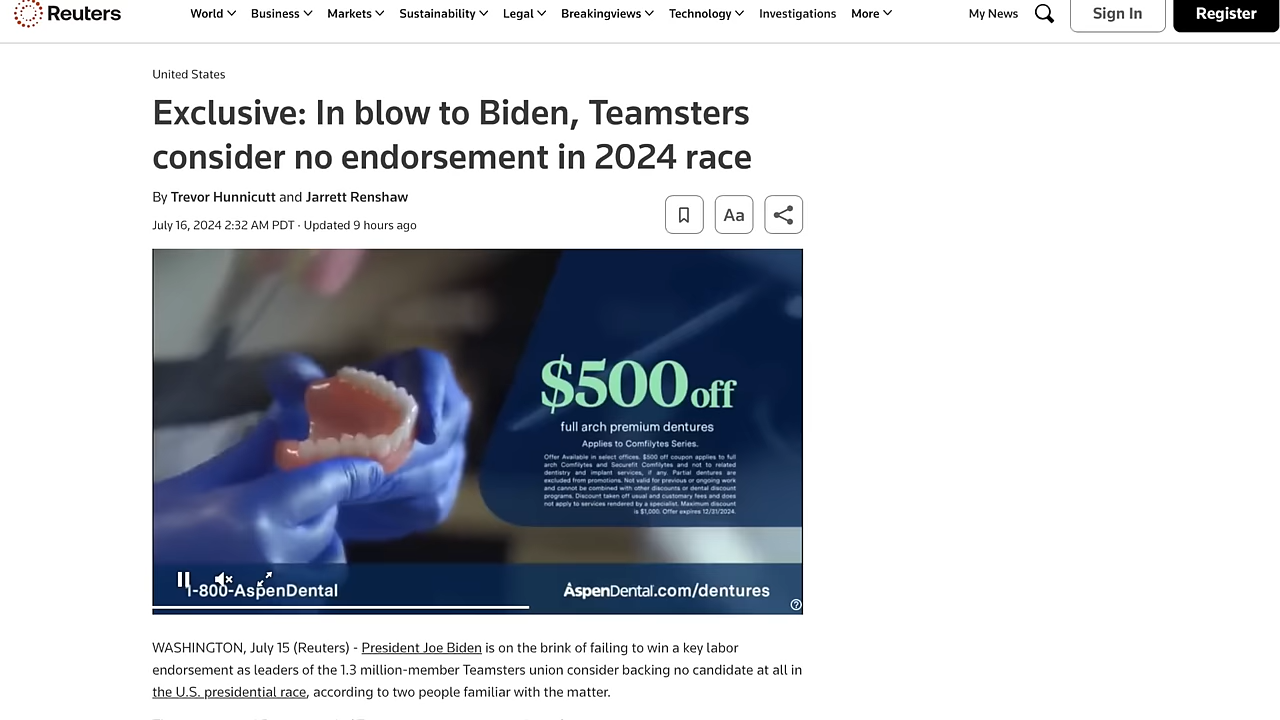 Reuters
World Business Markets Sustainability Legal Breakingviews Technology Investigations More My News Sign In Register
United States
Exclusive: In blow to Biden, Teamsters
consider no endorsement in 2024 race
By Trevor Hunnicutt and Jarrett Renshaw
July 16, 2024 2:32 AM PDT · Updated 9 hours ago
Aa
$500 off
full arch premium dentures
Applies to Comfilytes Series.
Offer Available in select offices. $500 off coupon applies to full
arch Comfilytes and Securefit Comfilytes and not to related
dentistry and implant services, if any. Partial dentures are
excluded from promotions. Not valid for previous or ongoing work
and cannot be combined with other discounts or dental discount
programs. Discount taken off usual and customary fees and does
not apply to services rendered by a specialist. Maximum discount
is $1,000. Offer expires 12/31/2024.
1-800-AspenDental
AspenDental.com/dentures
WASHINGTON, July 15 (Reuters) - President Joe Biden is on the brink of failing to win a key labor
endorsement as leaders of the 1.3 million-member Teamsters union consider backing no candidate at all in
the U.S. presidential race, according to two people familiar with the matter.